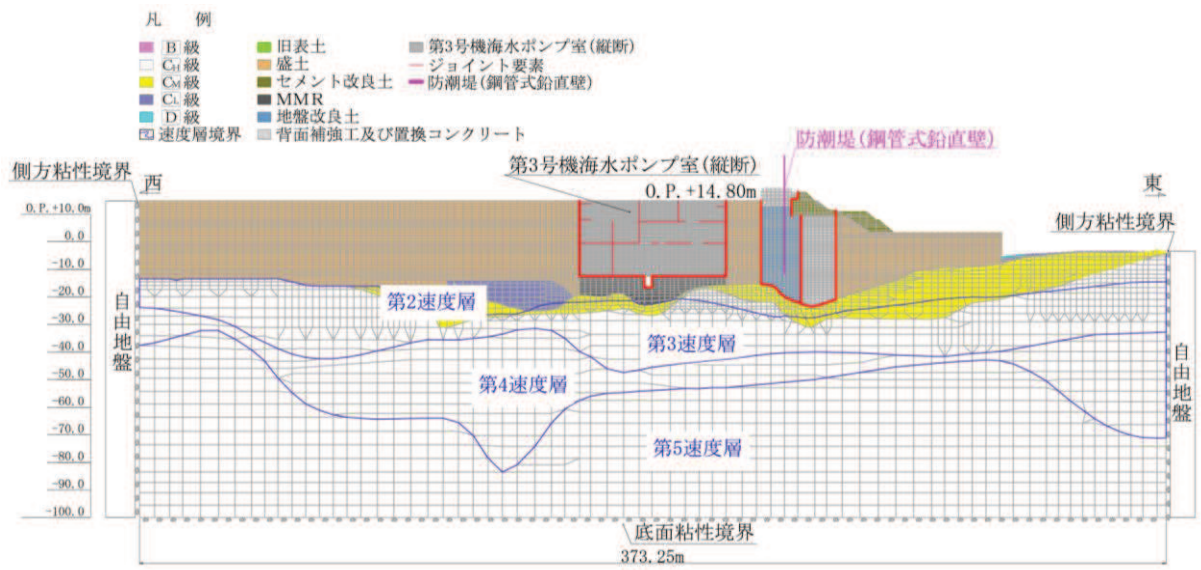 凡 例
B級
CH級
CM級
CL級
D級
速度層境界
旧表土
盛土
セメント改良土
MMR
地盤改良土
背面補強工及び置換コンクリート
第3号機海水ポンプ室(縦断)
ジョイント要素
防潮堤(鋼管式鉛直壁)
防潮堤(鋼管式鉛直壁)
第3号機海水ポンプ室(縦断)
O.P.+14.80m
側方粘性境界
西
東
側方粘性境界
O.P.+10.0m
0.0
-10.0
-20.0
-30.0
-40.0
-50.0
-60.0
-70.0
-80.0
-90.0
-100.0
自由地盤
第2速度層
第3速度層
第4速度層
第5速度層
自由地盤
底面粘性境界
373.25m